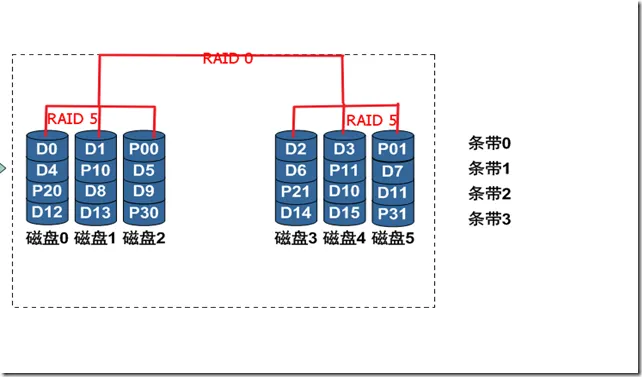 RAID 0
RAID 5
RAID 5
D0 D1 P00 D2 D3 P01 条带0
D4 P10 D5 D6 P11 D7 条带1
P20 D8 D9 P21 D10 D11 条带2
D12 D13 P30 D14 D15 P31 条带3
磁盘0 磁盘1 磁盘2 磁盘3 磁盘4 磁盘5